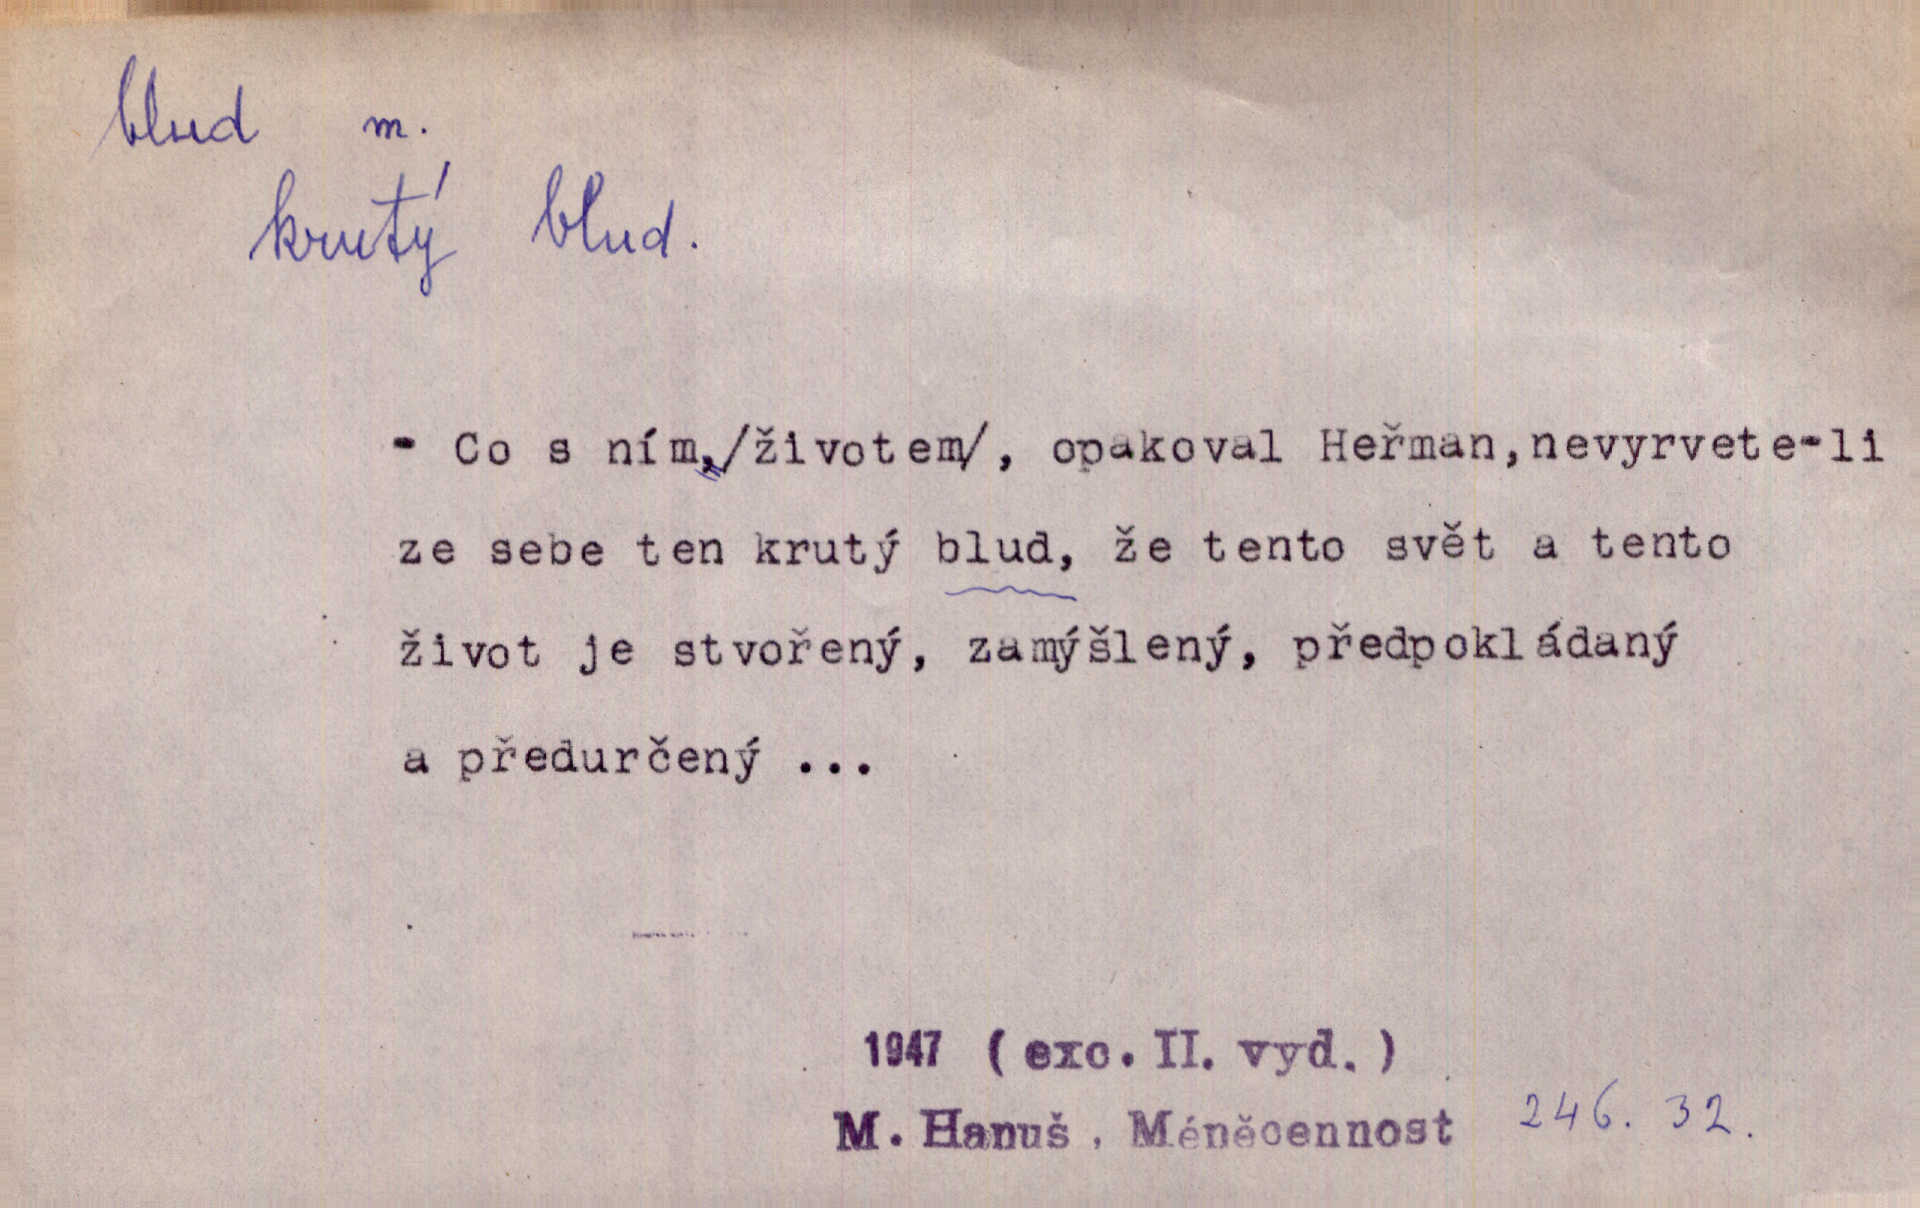 blud m.
krutý blud.
- Co s ním,/životem/, opakoval Heřman,nevyrvete-li
ze sebe ten krutý blud, že tento svět a tento
život je stvořený, zamýšlený, předpokládaný
a předurčený ...
1947 (exc. II. vyd.)
M. Hanuš, Méněcennost 246. 32.